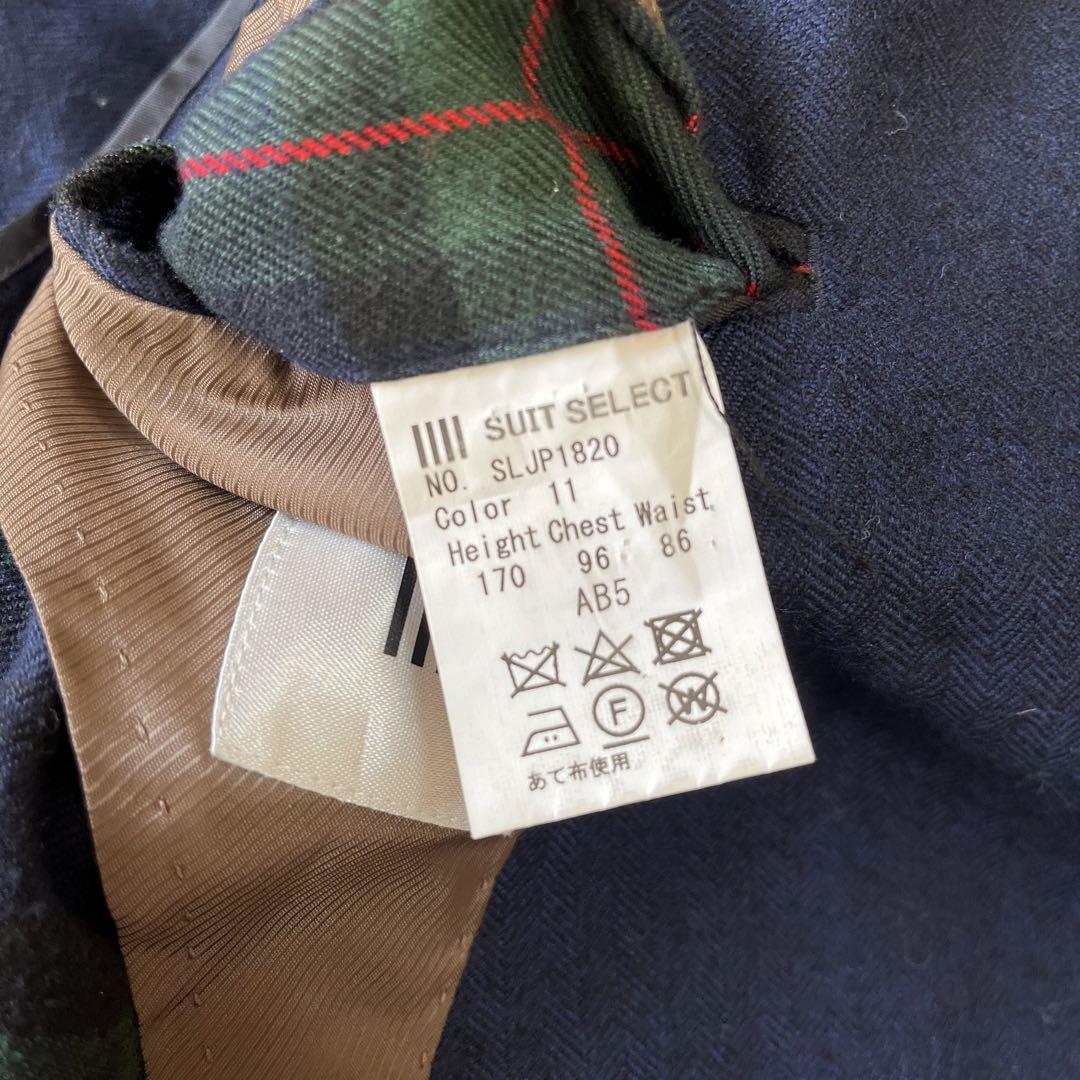 SUIT SELECT
NO. SLJP1820
Color 11
Height Chest Waist
170 96 86
AB5
F W
あて布使用